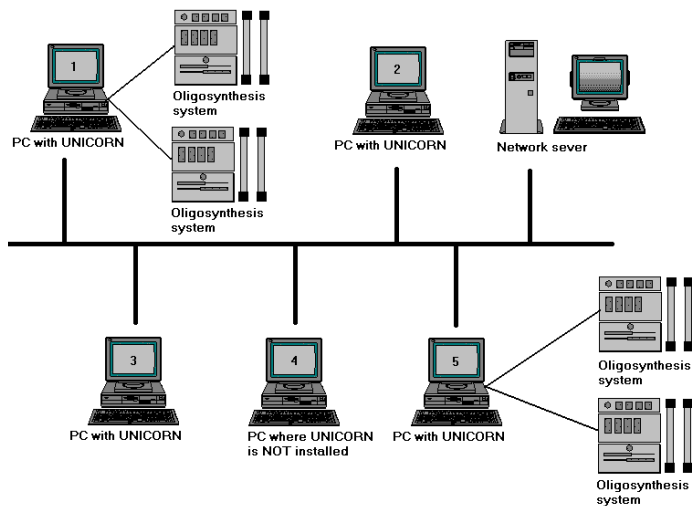 1
Oligosynthesis
system
PC with UNICORN
Oligosynthesis
system
2
PC with UNICORN
Network sever
3
PC with UNICORN
4
PC where UNICORN
is NOT installed
5
PC with UNICORN
Oligosynthesis
system
Oligosynthesis
system